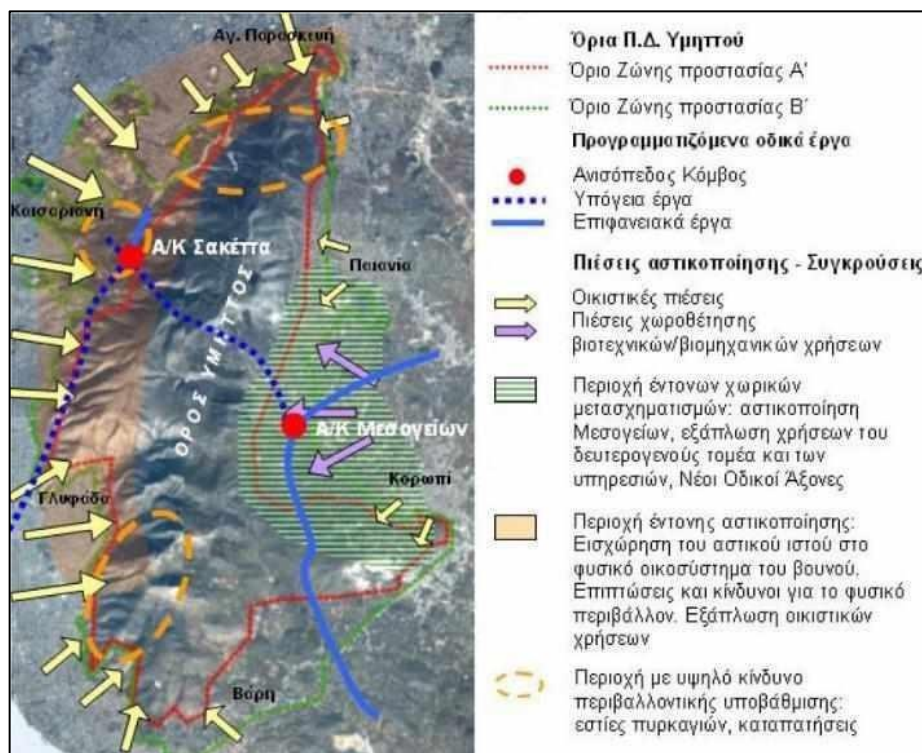 Αγ. Παρασκευή
Καισαριανή
Α/Κ Σακέττα
Παιανία
ΟΡΟΣ ΥΜΗΤΤΟΣ
Α/Κ Μεσογείων
Κορωπί
Γλυφάδα
Βάρη
Όρια Π.Δ. Υμηττού
Όριο Ζώνης προστασίας Α'
Όριο Ζώνης προστασίας Β΄
Προγραμματιζόμενα οδικά έργα
Ανισόπεδος Κόμβος
Υπόγεια έργα
Επιφανειακά έργα
Πιέσεις αστικοποίησης - Συγκρούσεις
Οικιστικές πιέσεις
Πιέσεις χωροθέτησης
βιοτεχνικών/βιομηχανικών χρήσεων
Περιοχή έντονων χωρικών
μετασχηματισμών: αστικοποίηση
Μεσογείων, εξάπλωση χρήσεων του
δευτερογενούς τομέα και των
υπηρεσιών, Νέοι Οδικοί Άξονες
Περιοχή έντονης αστικοποίησης:
Εισχώρηση του αστικού ιστού στο
φυσικό οικοσύστημα του βουνού.
Επιπτώσεις και κίνδυνοι για το φυσικό
περιβάλλον. Εξάπλωση οικιστικών
χρήσεων
Περιοχή με υψηλό κίνδυνο
περιβαλλοντικής υποβάθμισης:
εστίες πυρκαγιών, καταπατήσεις